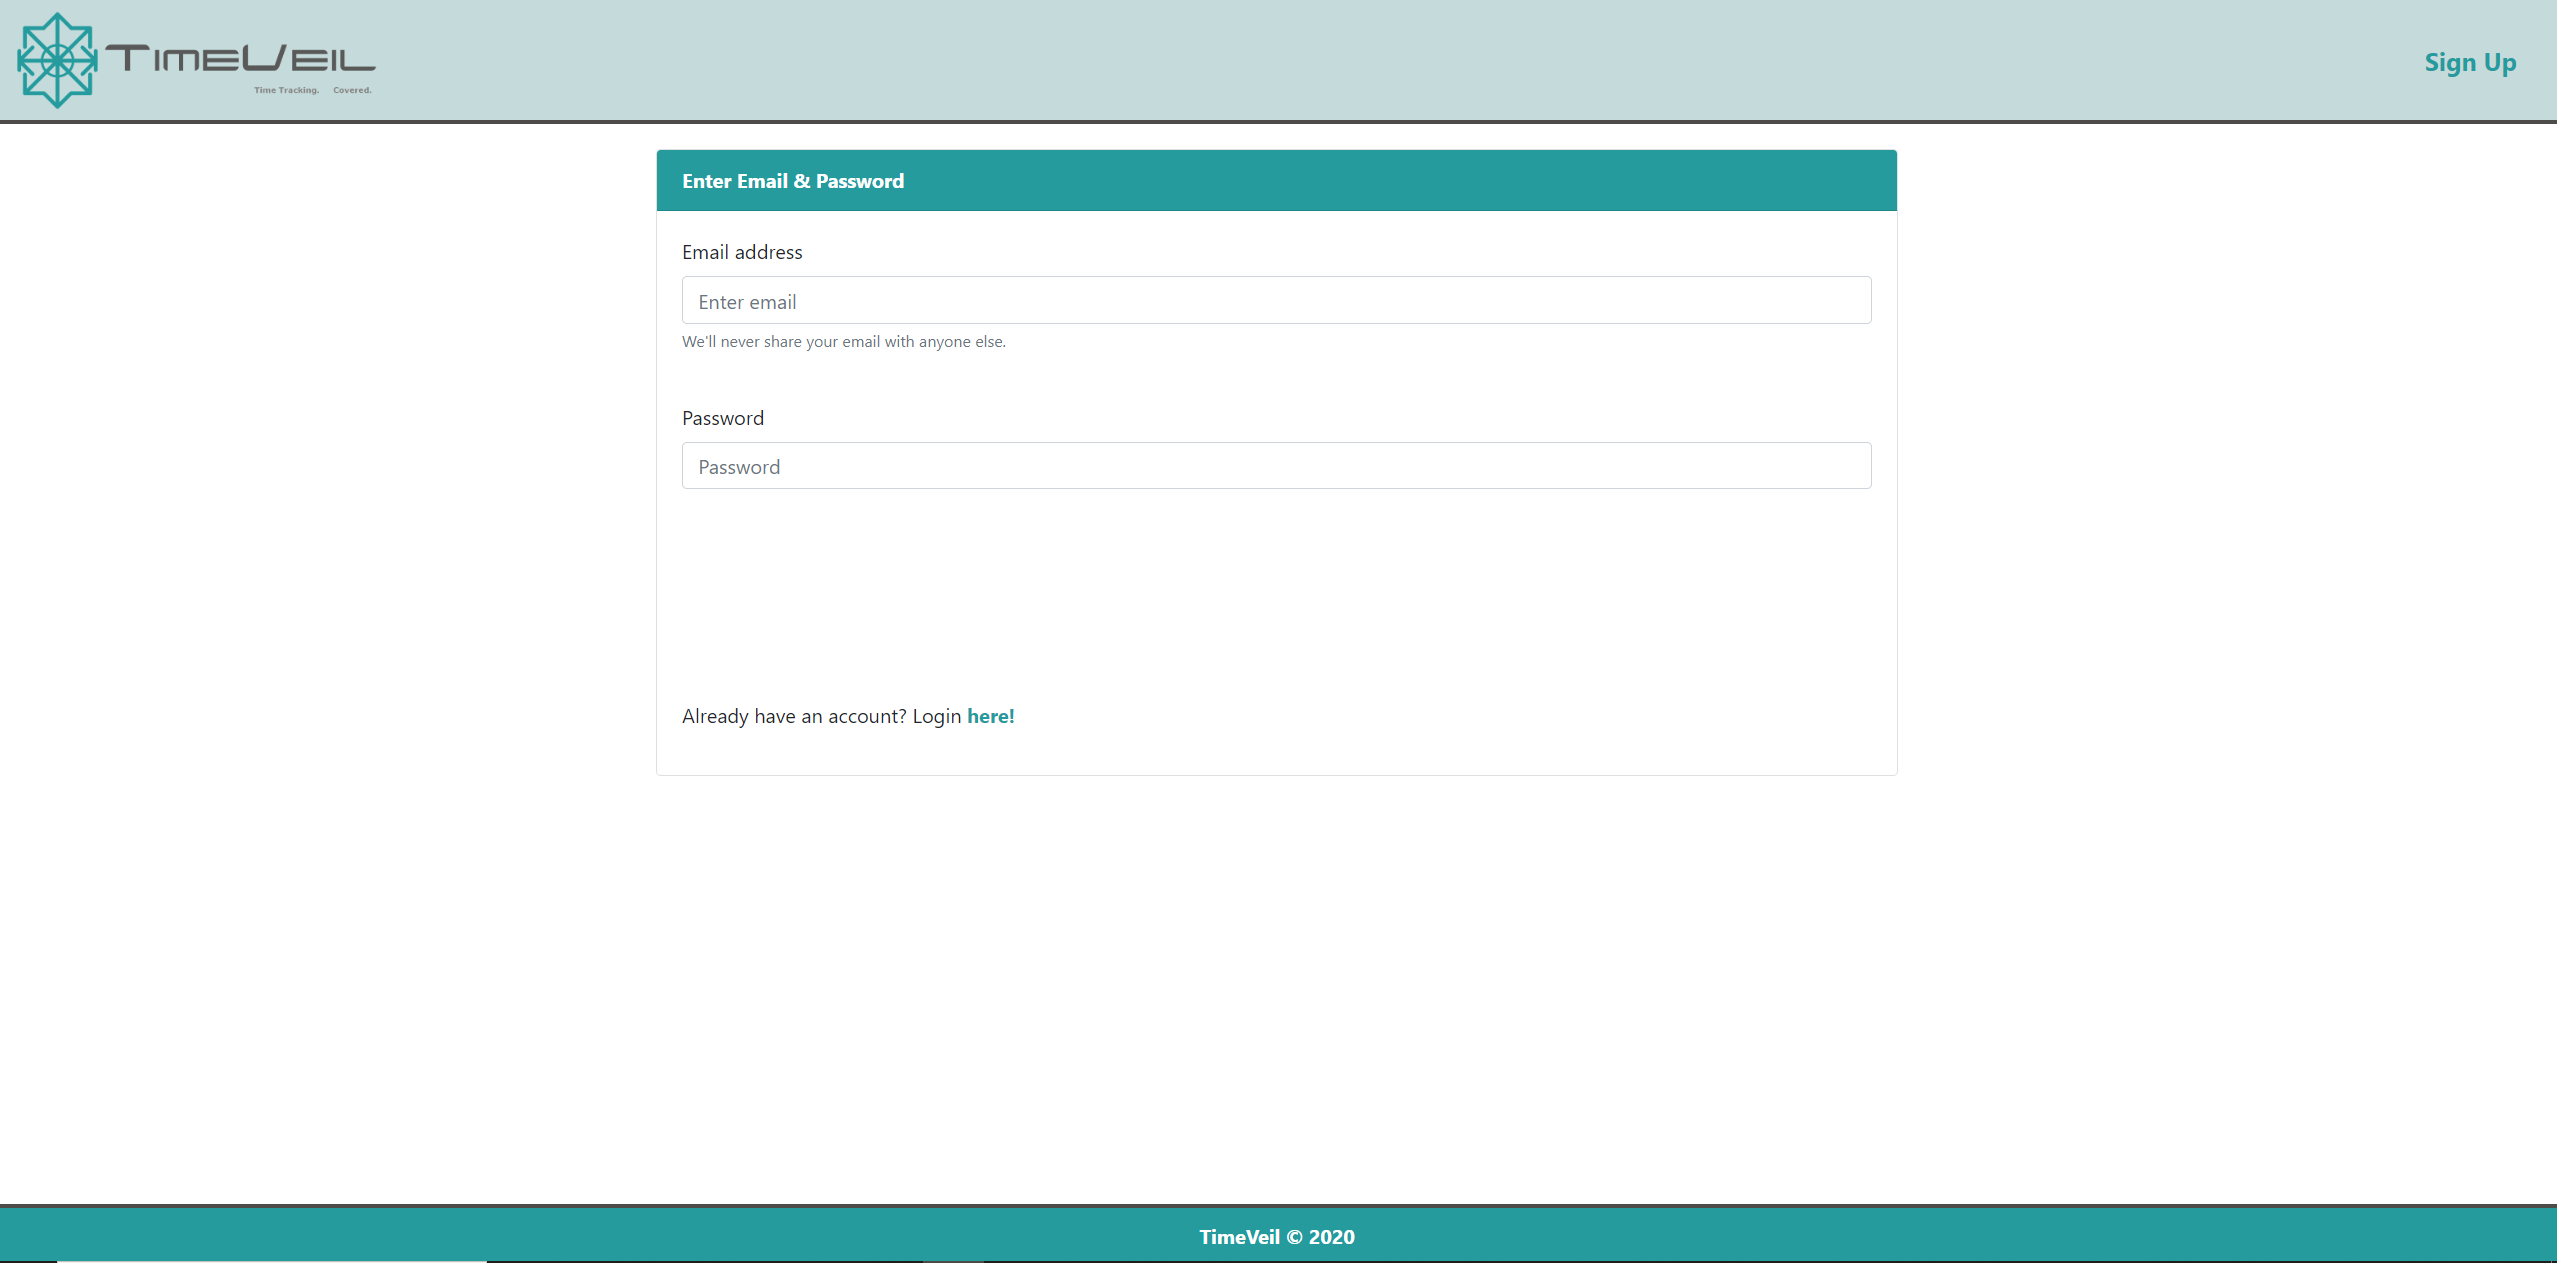 TimeVeil
Time Tracking. Covered.
Sign Up
Enter Email & Password
Email address
Enter email
We'll never share your email with anyone else.
Password
Password
Already have an account? Login here!
TimeVeil © 2020